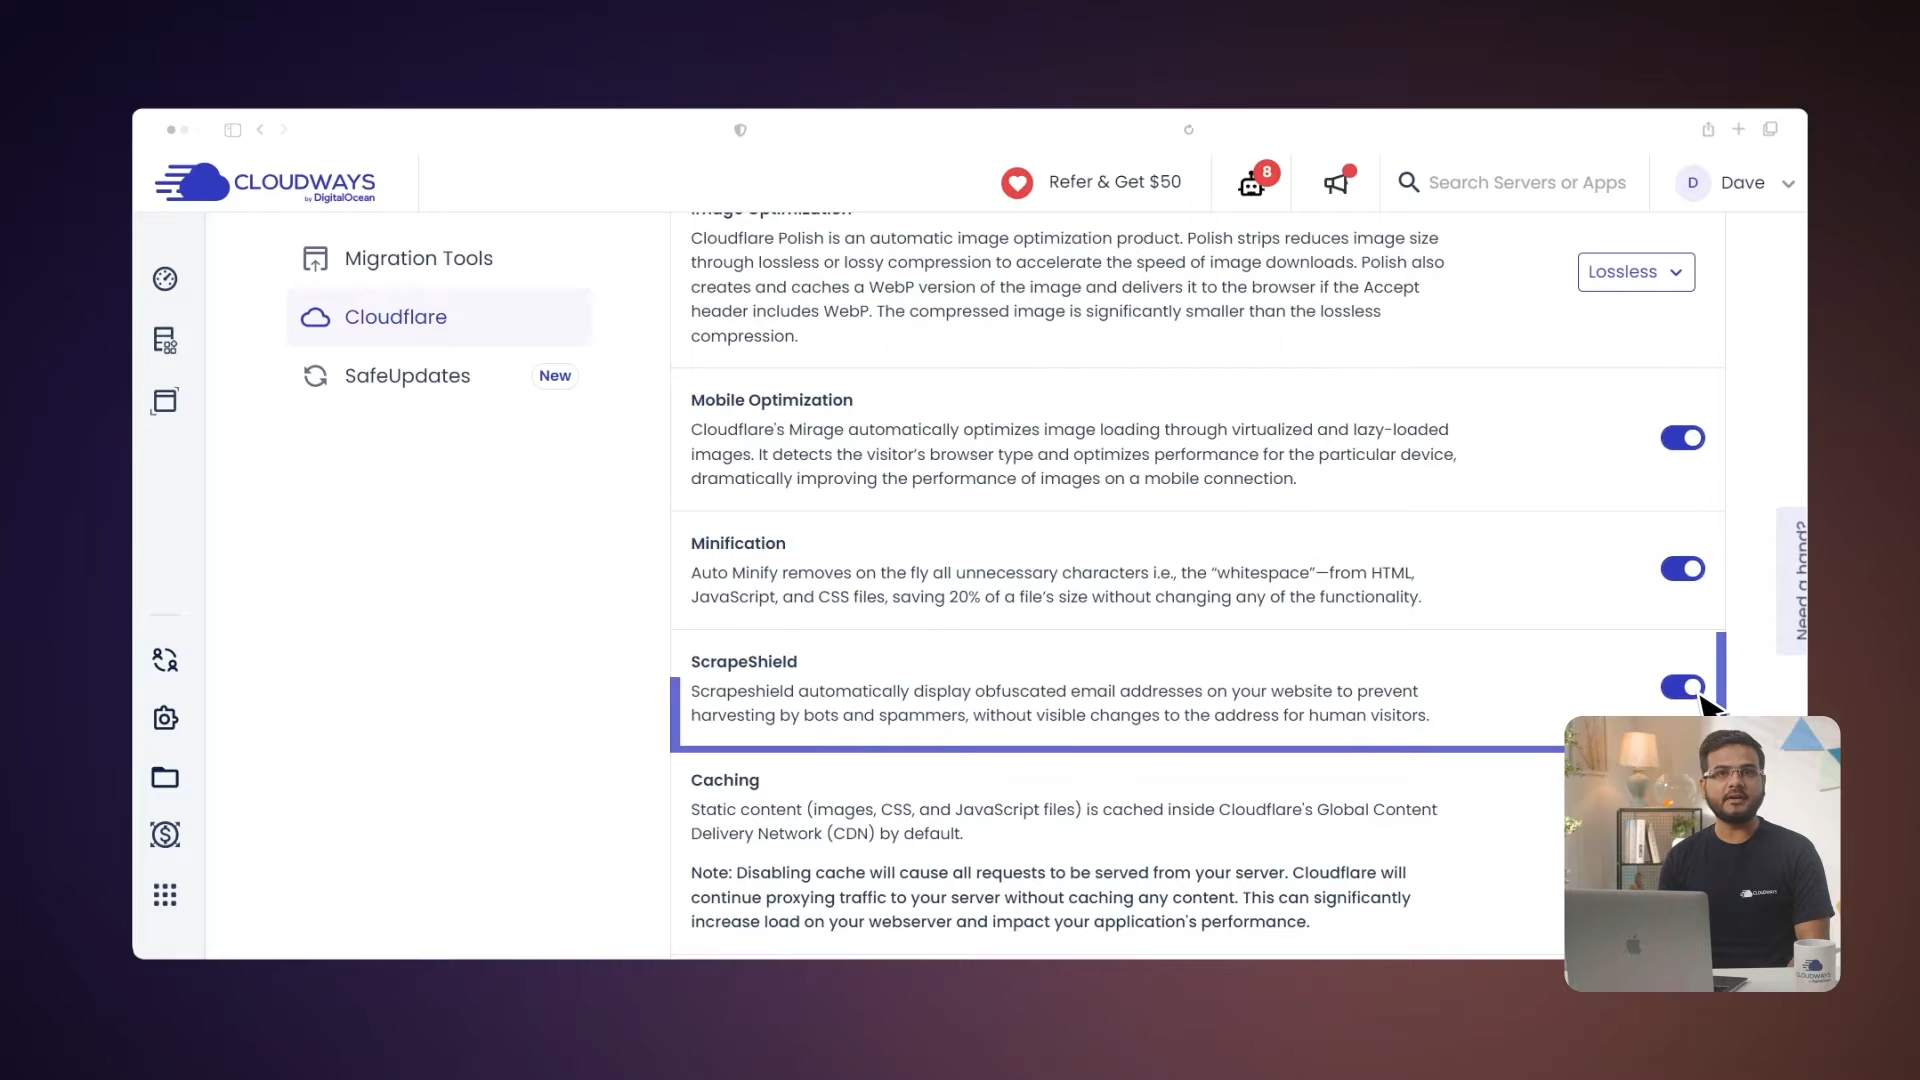 CLOUDWAYS
by DigitalOcean
Refer & Get $50
8
Search Servers or Apps
D
Dave
Migration Tools
Cloudflare
SafeUpdates
New
Image Optimization
Cloudflare Polish is an automatic image optimization product. Polish strips reduces image size
through lossless or lossy compression to accelerate the speed of image downloads. Polish also
creates and caches a WebP version of the image and delivers it to the browser if the Accept
header includes WebP. The compressed image is significantly smaller than the lossless
compression.
Lossless
Mobile Optimization
Cloudflare's Mirage automatically optimizes image loading through virtualized and lazy-loaded
images. It detects the visitor’s browser type and optimizes performance for the particular device,
dramatically improving the performance of images on a mobile connection.
Minification
Auto Minify removes on the fly all unnecessary characters i.e., the “whitespace”—from HTML,
JavaScript, and CSS files, saving 20% of a file’s size without changing any of the functionality.
Need a hand?
ScrapeShield
Scrapeshield automatically display obfuscated email addresses on your website to prevent
harvesting by bots and spammers, without visible changes to the address for human visitors.
Caching
Static content (images, CSS, and JavaScript files) is cached inside Cloudflare's Global Content
Delivery Network (CDN) by default.
Note: Disabling cache will cause all requests to be served from your server. Cloudflare will
continue proxying traffic to your server without caching any content. This can significantly
increase load on your webserver and impact your application's performance.
CLOUDWAYS
CLOUDWAYS